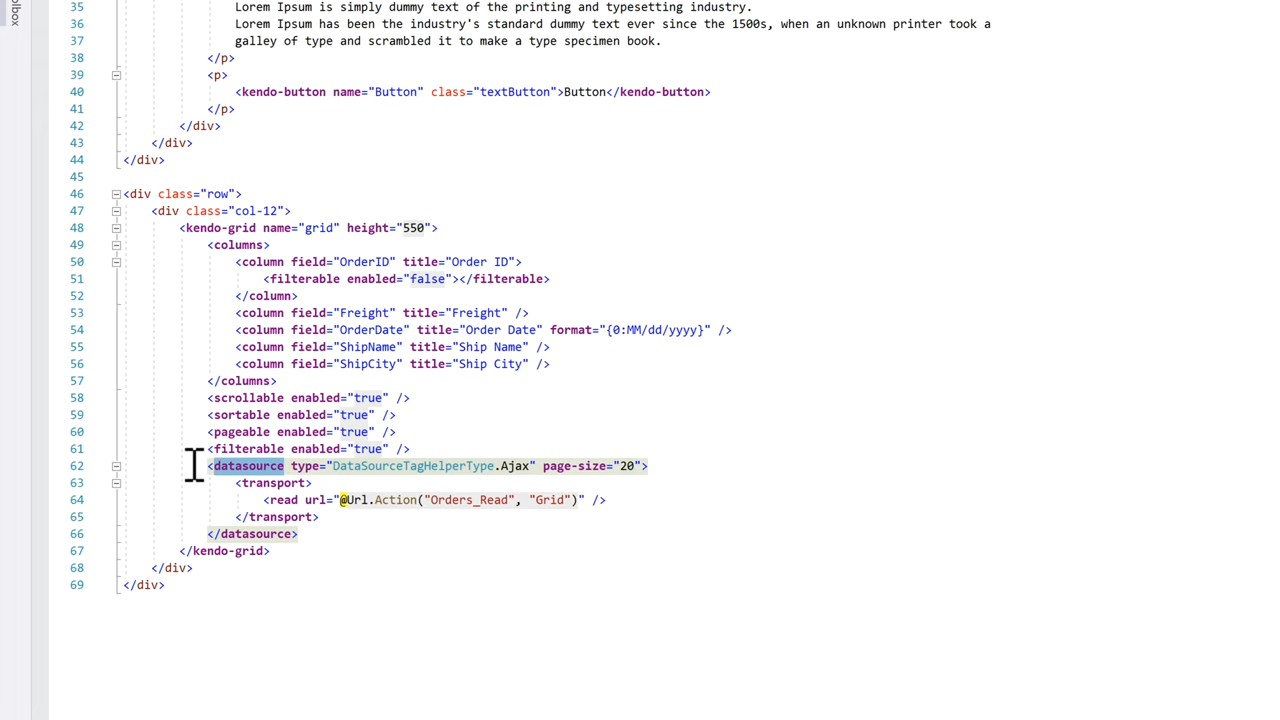 lbox
35 Lorem Ipsum is simply dummy text of the printing and typesetting industry.
36 Lorem Ipsum has been the industry's standard dummy text ever since the 1500s, when an unknown printer took a
37 galley of type and scrambled it to make a type specimen book.
38 </p>
39 <p>
40 <kendo-button name="Button" class="textButton">Button</kendo-button>
41 </p>
42 </div>
43 </div>
44 </div>
45
46 <div class="row">
47 <div class="col-12">
48 <kendo-grid name="grid" height="550">
49 <columns>
50 <column field="OrderID" title="Order ID">
51 <filterable enabled="false"></filterable>
52 </column>
53 <column field="Freight" title="Freight" />
54 <column field="OrderDate" title="Order Date" format="{0:MM/dd/yyyy}" />
55 <column field="ShipName" title="Ship Name" />
56 <column field="ShipCity" title="Ship City" />
57 </columns>
58 <scrollable enabled="true" />
59 <sortable enabled="true" />
60 <pageable enabled="true" />
61 <filterable enabled="true" />
62 <datasource type="DataSourceTagHelperType.Ajax" page-size="20">
63 <transport>
64 <read url="@Url.Action("Orders_Read", "Grid")" />
65 </transport>
66 </datasource>
67 </kendo-grid>
68 </div>
69 </div>